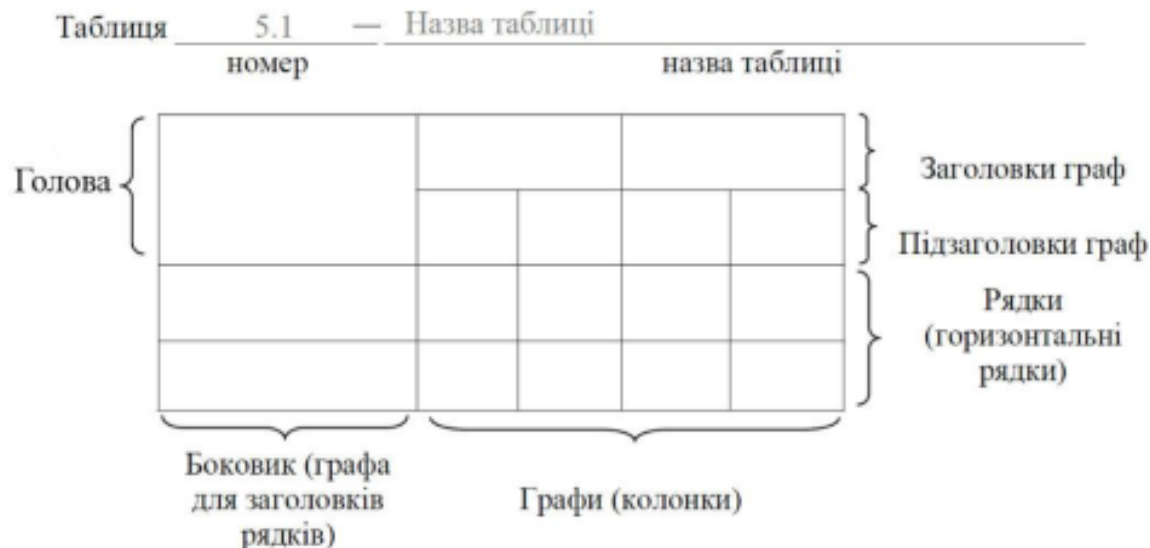 Таблиця 5.1 — Назва таблиці
номер назва таблиці
Голова
Заголовки граф
Підзаголовки граф
Рядки
(горизонтальні
рядки)
Боковик (графа
для заголовків
рядків)
Графи (колонки)